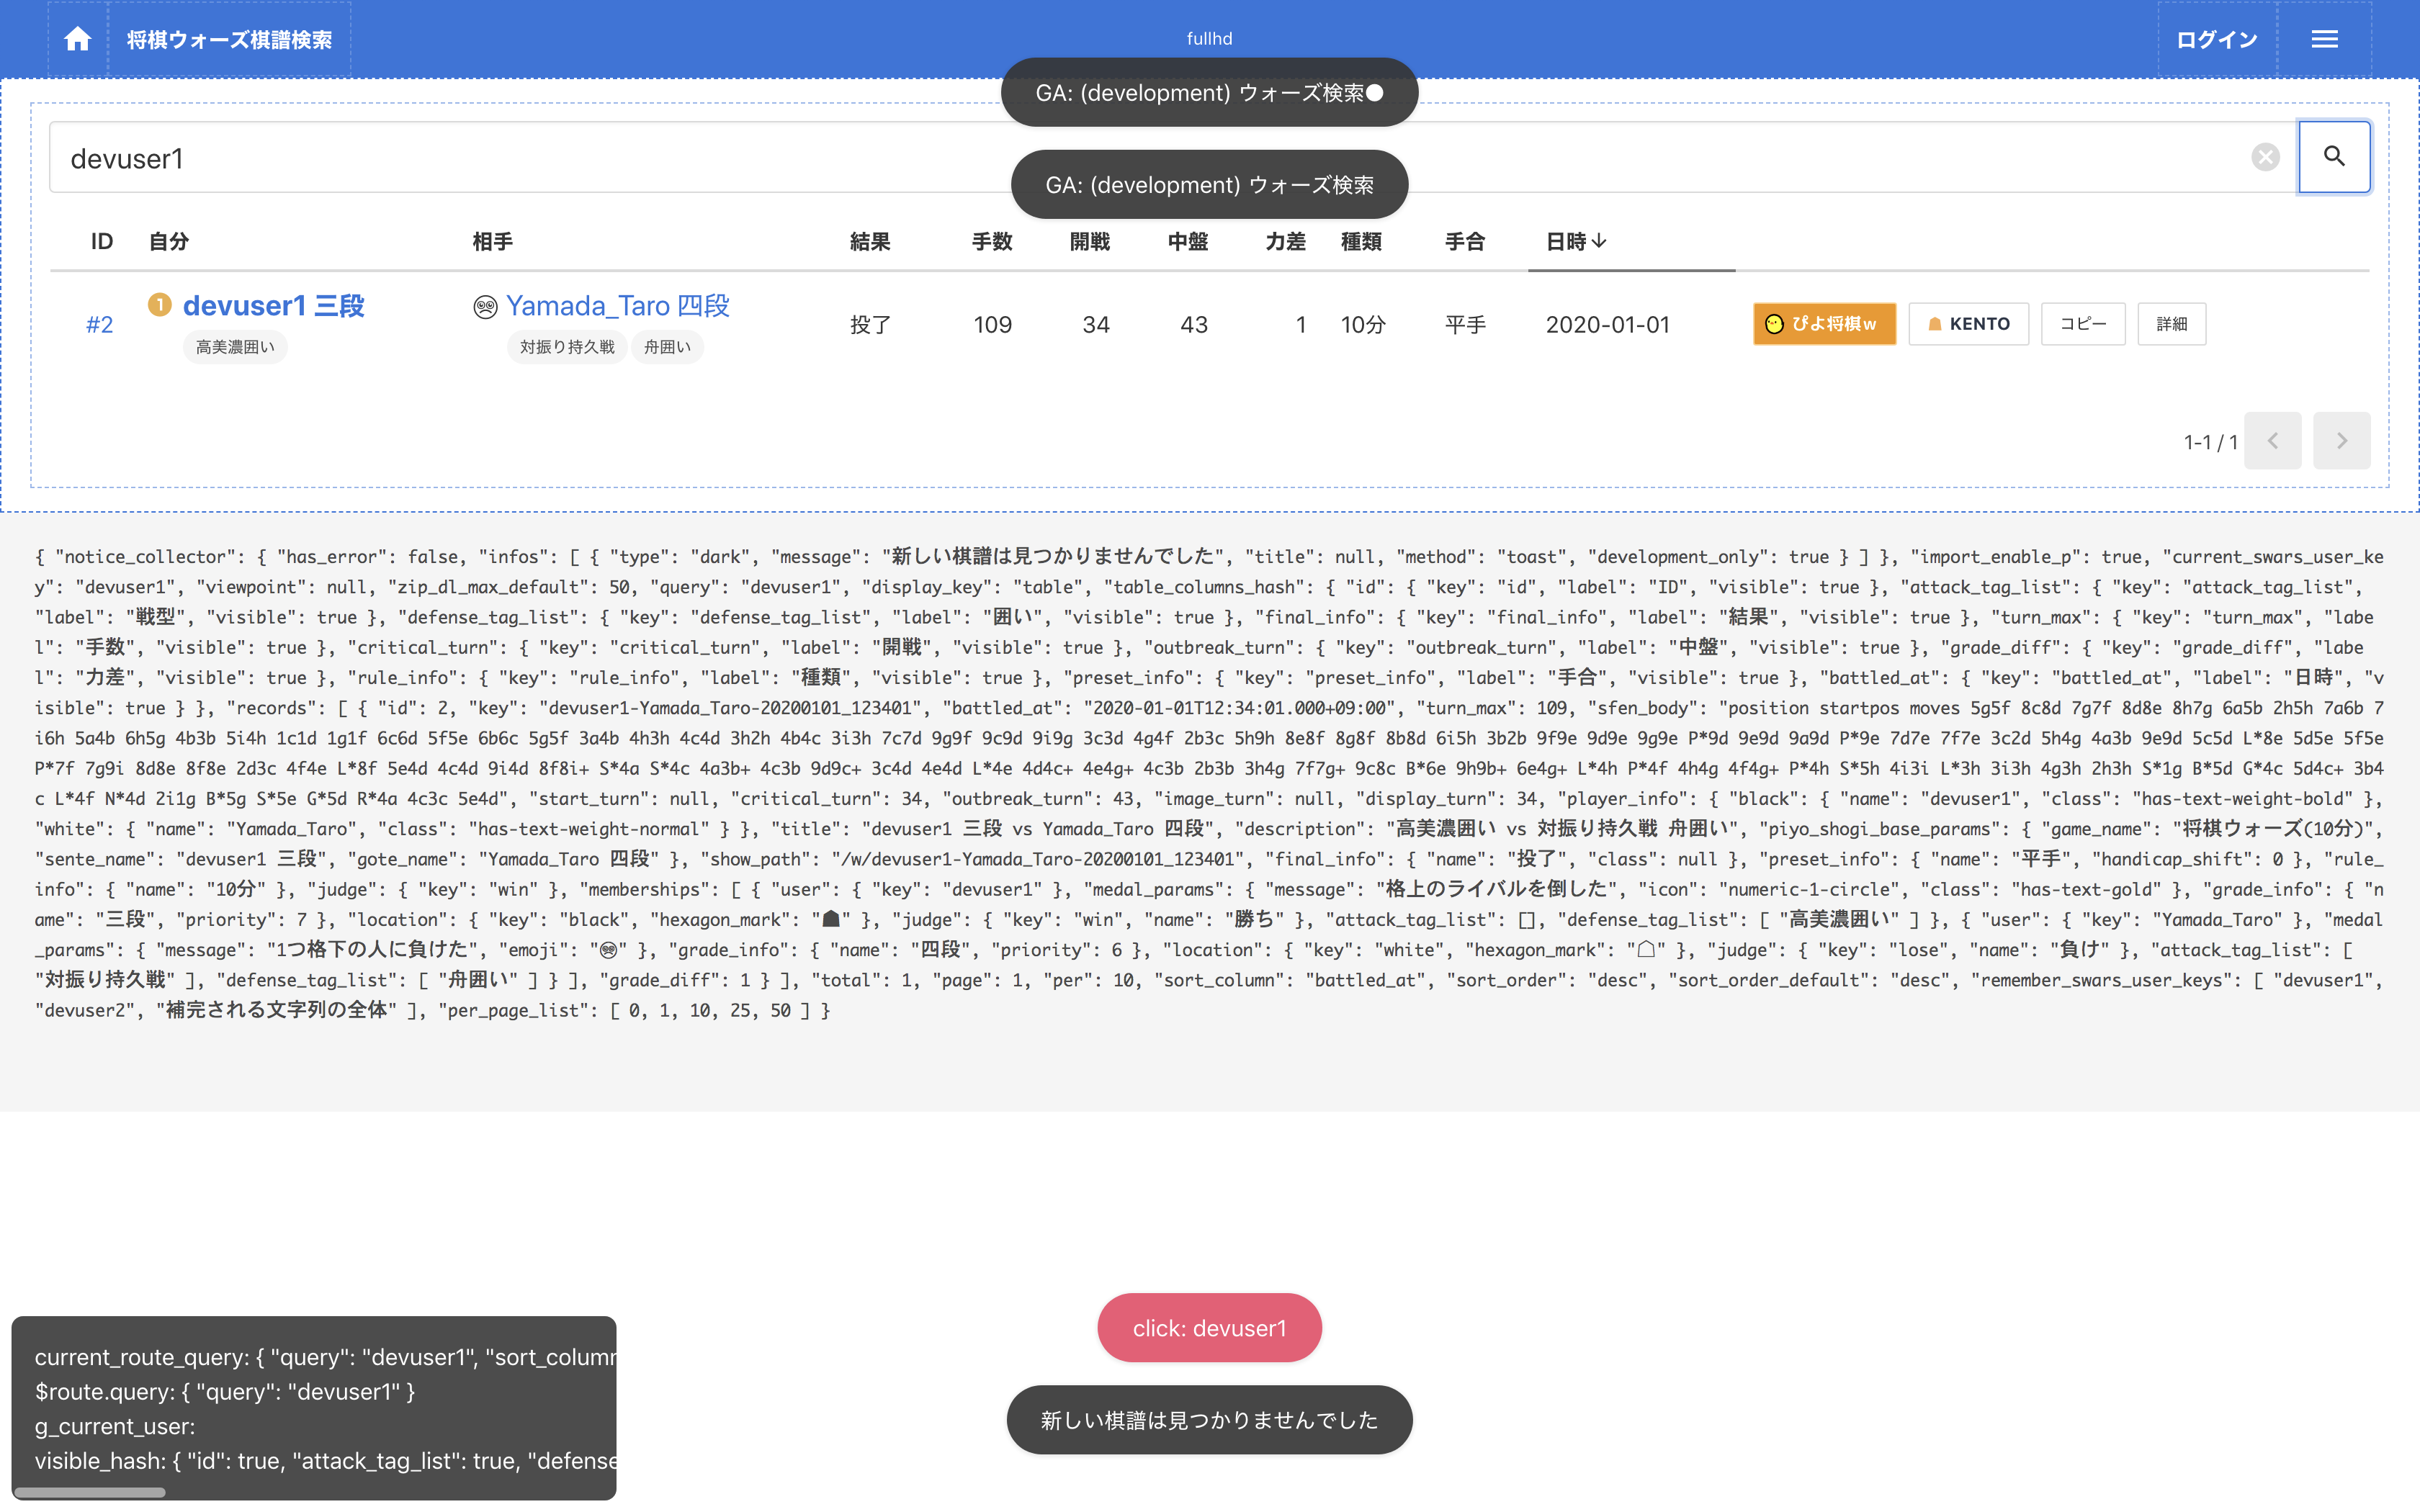 将棋ウォーズ棋譜検索
fullhd
ログイン
GA: (development) ウォーズ検索●
devuser1
GA: (development) ウォーズ検索
ID 自分 相手 結果 手数 開戦 中盤 力差 種類 手合 日時↓
#2 1 devuser1 三段 Yamada_Taro 四段 投了 109 34 43 1 10分 平手 2020-01-01 ぴよ将棋w KENTO コピー 詳細
高美濃囲い 対振り持久戦 舟囲い
1-1 / 1
{ "notice_collector": { "has_error": false, "infos": [ { "type": "dark", "message": "新しい棋譜は見つかりませんでした", "title": null, "method": "toast", "development_only": true } ] }, "import_enable_p": true, "current_swars_user_ke
y": "devuser1", "viewpoint": null, "zip_dl_max_default": 50, "query": "devuser1", "display_key": "table", "table_columns_hash": { "id": { "key": "id", "label": "ID", "visible": true }, "attack_tag_list": { "key": "attack_tag_list",
"label": "戦型", "visible": true }, "defense_tag_list": { "key": "defense_tag_list", "label": "囲い", "visible": true }, "final_info": { "key": "final_info", "label": "結果", "visible": true }, "turn_max": { "key": "turn_max", "labe
l": "手数", "visible": true }, "critical_turn": { "key": "critical_turn", "label": "開戦", "visible": true }, "outbreak_turn": { "key": "outbreak_turn", "label": "中盤", "visible": true }, "grade_diff": { "key": "grade_diff", "labe
l": "力差", "visible": true }, "rule_info": { "key": "rule_info", "label": "種類", "visible": true }, "preset_info": { "key": "preset_info", "label": "手合", "visible": true }, "battled_at": { "key": "battled_at", "label": "日時", "v
isible": true } }, "records": [ { "id": 2, "key": "devuser1-Yamada_Taro-20200101_123401", "battled_at": "2020-01-01T12:34:01.000+09:00", "turn_max": 109, "sfen_body": "position startpos moves 5g5f 8c8d 7g7f 8d8e 8h7g 6a5b 2h5h 7a6b 7
i6h 5a4b 6h5g 4b3b 5i4h 1c1d 1g1f 6c6d 5f5e 6b6c 5g5f 3a4b 4h3h 4c4d 3h2h 4b4c 3i3h 7c7d 9g9f 9c9d 9i9g 3c3d 4g4f 2b3c 5h9h 8e8f 8g8f 8b8d 6i5h 3b2b 9f9e 9d9e 9g9e P*9d 9e9d 9a9d P*9e 7d7e 7f7e 3c2d 5h4g 4a3b 9e9d 5c5d L*8e 5d5e 5f5e
P*7f 7g9i 8d8e 8f8e 2d3c 4f4e L*8f 5e4d 4c4d 9i4d 8f8i+ S*4a S*4c 4a3b+ 4c3b 9d9c+ 3c4d 4e4d L*4e 4d4c+ 4e4g+ 4c3b 2b3b 3h4g 7f7g+ 9c8c B*6e 9h9b+ 6e4g+ L*4h P*4f 4h4g 4f4g+ P*4h S*5h 4i3i L*3h 3i3h 4g3h 2h3h S*1g B*5d G*4c 5d4c+ 3b4
c L*4f N*4d 2i1g B*5g S*5e G*5d R*4a 4c3c 5e4d", "start_turn": null, "critical_turn": 34, "outbreak_turn": 43, "image_turn": null, "display_turn": 34, "player_info": { "black": { "name": "devuser1", "class": "has-text-weight-bold" },
"white": { "name": "Yamada_Taro", "class": "has-text-weight-normal" } }, "title": "devuser1 三段 vs Yamada_Taro 四段", "description": "高美濃囲い vs 対振り持久戦 舟囲い", "piyo_shogi_base_params": { "game_name": "将棋ウォーズ(10分)",
"sente_name": "devuser1 三段", "gote_name": "Yamada_Taro 四段" }, "show_path": "/w/devuser1-Yamada_Taro-20200101_123401", "final_info": { "name": "投了", "class": null }, "preset_info": { "name": "平手", "handicap_shift": 0 }, "rule_
info": { "name": "10分" }, "judge": { "key": "win" }, "memberships": [ { "user": { "key": "devuser1" }, "medal_params": { "message": "格上のライバルを倒した", "icon": "numeric-1-circle", "class": "has-text-gold" }, "grade_info": { "n
ame": "三段", "priority": 7 }, "location": { "key": "black", "hexagon_mark": "☗" }, "judge": { "key": "win", "name": "勝ち" }, "attack_tag_list": [], "defense_tag_list": [ "高美濃囲い" ] }, { "user": { "key": "Yamada_Taro" }, "medal
_params": { "message": "1つ格下の人に負けた", "emoji": "😢" }, "grade_info": { "name": "四段", "priority": 6 }, "location": { "key": "white", "hexagon_mark": "☖" }, "judge": { "key": "lose", "name": "負け" }, "attack_tag_list": [
"対振り持久戦" ], "defense_tag_list": [ "舟囲い" ] } ], "grade_diff": 1 } ], "total": 1, "page": 1, "per": 10, "sort_column": "battled_at", "sort_order": "desc", "sort_order_default": "desc", "remember_swars_user_keys": [ "devuser1",
"devuser2", "補完される文字列の全体" ], "per_page_list": [ 0, 1, 10, 25, 50 ] }
click: devuser1
新しい棋譜は見つかりませんでした
current_route_query: { "query": "devuser1", "sort_column
$route.query: { "query": "devuser1" }
g_current_user:
visible_hash: { "id": true, "attack_tag_list": true, "defense